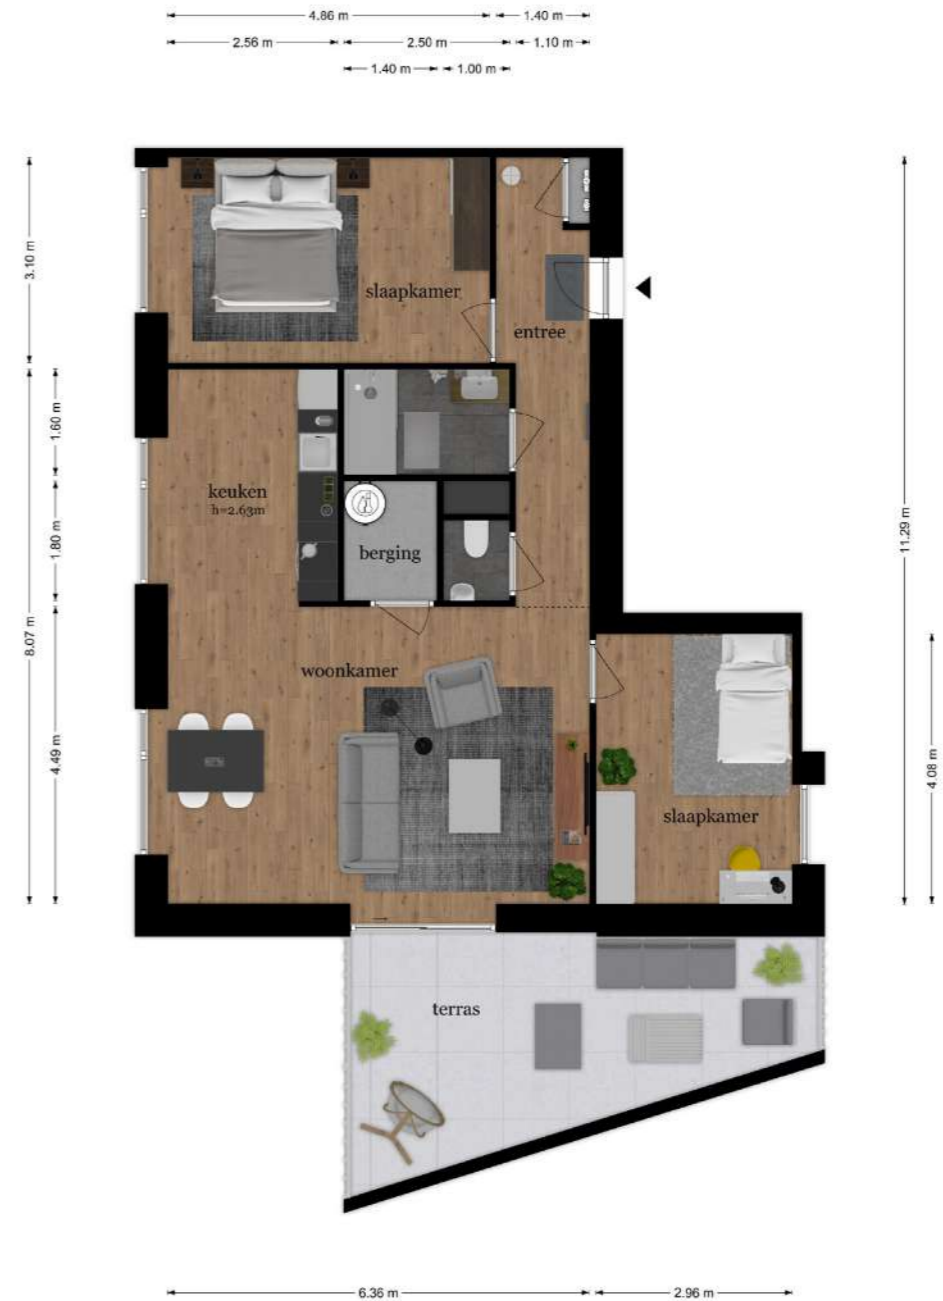 4.86 m
1.40 m
2.56 m
2.50 m
1.10 m
1.40 m
1.00 m
3.10 m
slaapkamer
entree
1.60 m
keuken
h=2.63m
11.29 m
1.80 m
berging
8.07 m
woonkamer
4.49 m
4.08 m
slaapkamer
terras
6.36 m
2.96 m